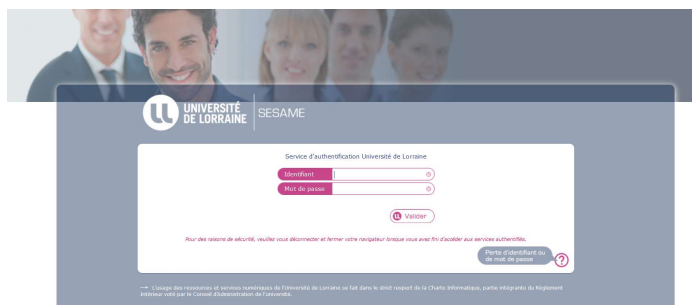 UNIVERSITÉ
DE LORRAINE
SESAME
Service d'authentification Université de Lorraine
Identifiant
Mot de passe
Valider
Pour des raisons de sécurité, veuillez vous déconnecter et fermer votre navigateur lorsque vous avez fini d'accéder aux services authentifiés.
Perte d'identifiant ou
de mot de passe
?
→ L'usage des ressources et services numériques de l'Université de Lorraine se fait dans le strict respect de la Charte Informatique, partie intégrante du Règlement
intérieur voté par le Conseil d'Administration de l'université.